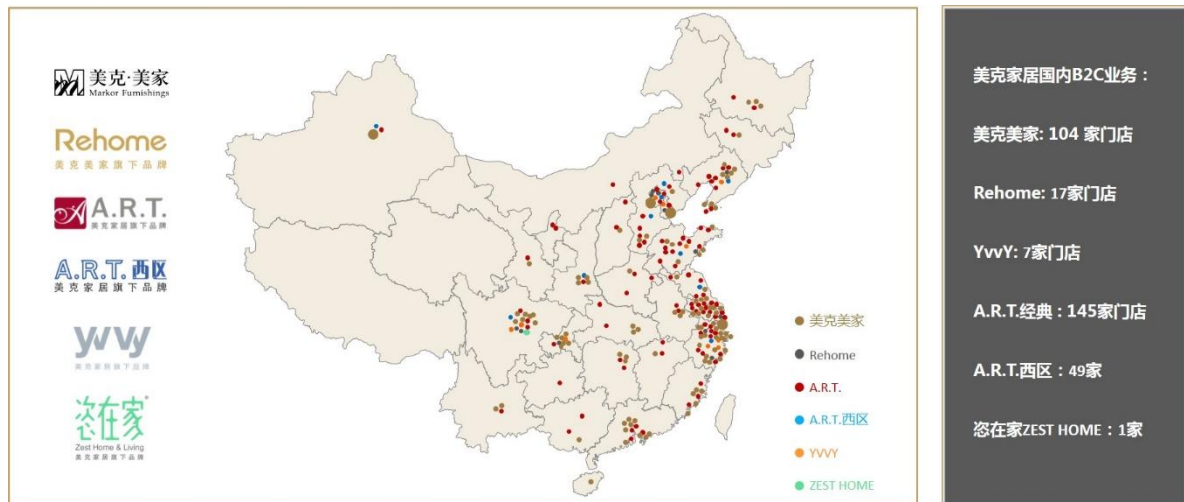 美克·美家
Markor Furnishings
Rehome
美克美家旗下品牌
A.R.T.
美克家居旗下品牌
A.R.T.西区
美克家居旗下品牌
YVVY
美克家居旗下品牌
恣在家
Zest Home & Living
美克家居旗下品牌
美克美家
Rehome
A.R.T.
A.R.T.西区
YVVY
ZEST HOME
美克家居国内B2C业务：
美克美家: 104 家门店
Rehome: 17家门店
YvvY: 7家门店
A.R.T.经典：145家门店
A.R.T.西区：49家
恣在家ZEST HOME：1家